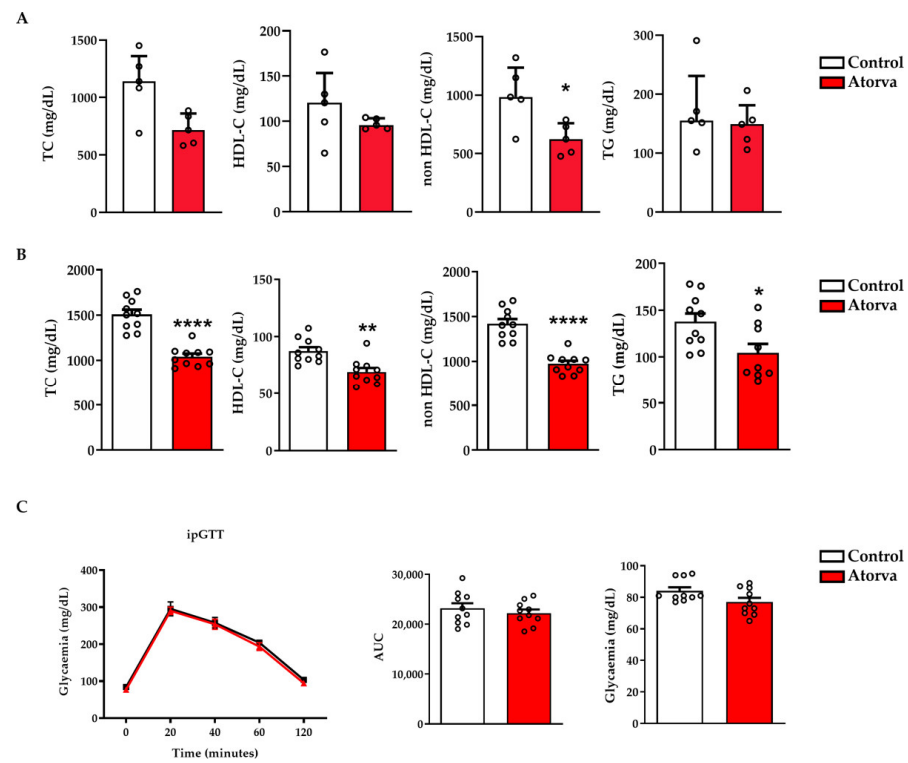 A
TC (mg/dL)
1500
1000
500
0
HDL-C (mg/dL)
200
150
100
50
0
non HDL-C (mg/dL)
1500
1000
500
0
*
TG (mg/dL)
300
200
100
0
Control
Atorva
B
TC (mg/dL)
2000
1500
1000
500
0
****
HDL-C (mg/dL)
150
100
50
0
**
non HDL-C (mg/dL)
2000
1500
1000
500
0
****
TG (mg/dL)
200
150
100
50
0
*
Control
Atorva
C
ipGTT
Glycaemia (mg/dL)
400
300
200
100
0
0 20 40 60 120
Time (minutes)
AUC
30,000
20,000
10,000
0
Glycaemia (mg/dL)
100
80
60
40
20
0
Control
Atorva